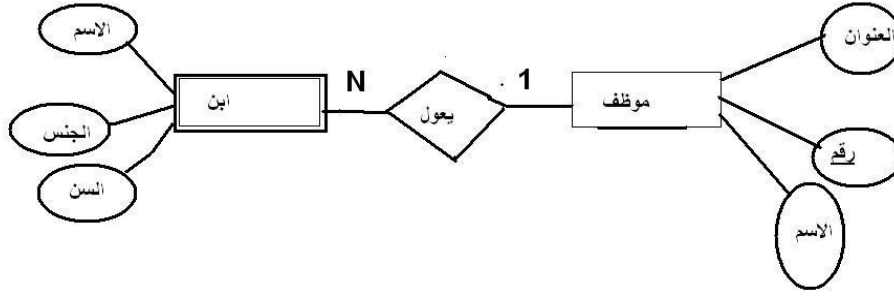 العنوان
الاسم
1
N
ابن
موظف
يعول
الجنس
رقم
السن
الاسم